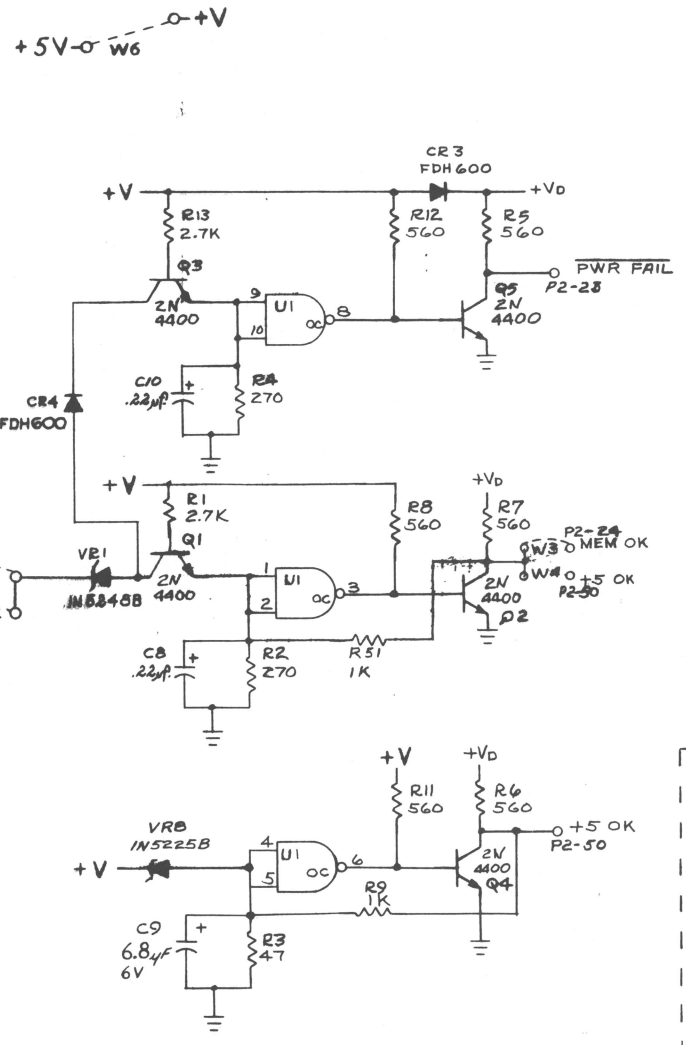 +V
+5V
W6
CR3
FDH600
+V
+VD
R13
2.7K
R12
560
R5
560
PWR FAIL
P2-28
Q3
2N
4400
9
10
U1
OC
8
Q5
2N
4400
C10
.22µf.
R4
270
CR4
FDH600
+V
R1
2.7K
Q1
R8
560
+VD
R7
560
P2-24
W3
MEM OK
W4
+5 OK
P2-50
VR1
1N5245B
2N
4400
1
2
U1
OC
3
2N
4400
Q2
C8
.22µf.
R2
270
R51
1K
+V
+VD
R11
560
R6
560
+5 OK
P2-50
VR8
1N5225B
+V
4
5
U1
OC
6
2N
4400
Q4
R9
1K
C9
6.8µF
6V
R3
47